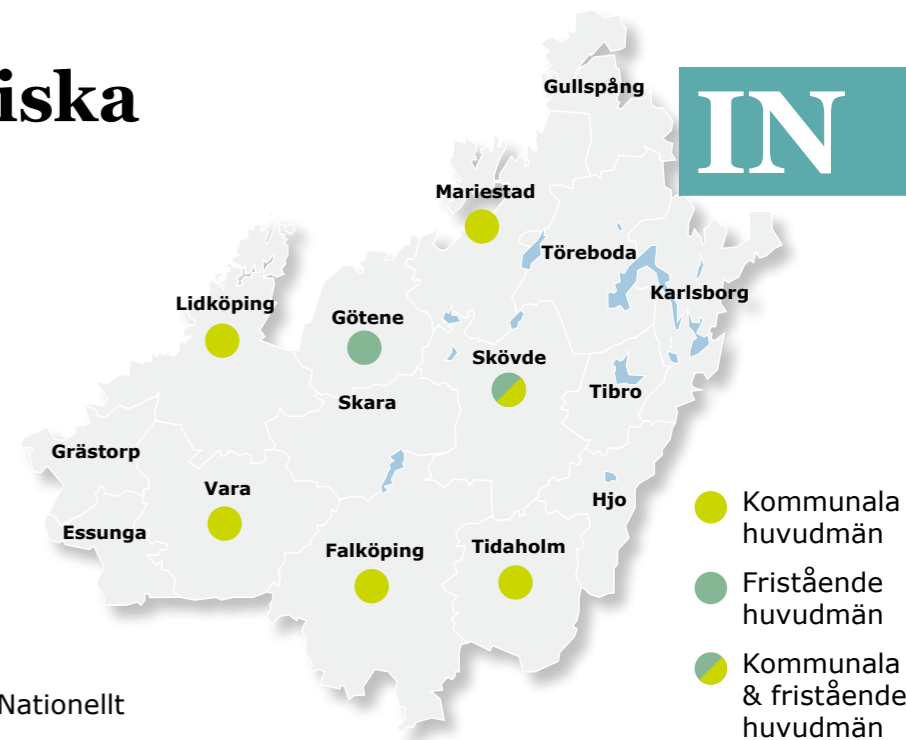 iska
IN
Gullspång
Mariestad
Töreboda
Karlsborg
Lidköping
Götene
Skövde
Tibro
Skara
Grästorp
Vara
Hjo
Essunga
Falköping
Tidaholm
Kommunala
huvudmän
Fristående
huvudmän
Kommunala
& fristående
huvudmän
Nationellt